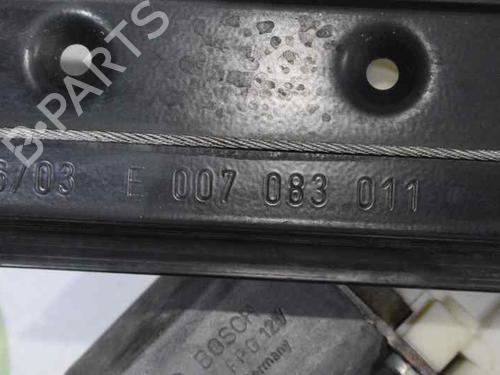 B-PARTS
6/03 E 007 083 011
BOSCH
FPG 12V
Germany